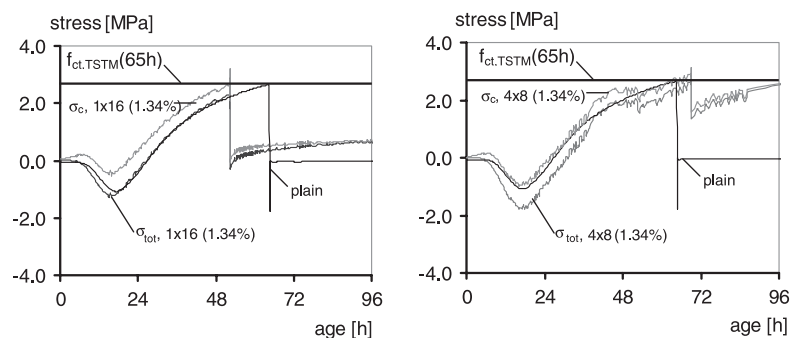 stress [MPa]
4.0
f_ct.TSTM(65h)
2.0
σ_c, 1x16 (1.34%)
0.0
plain
-2.0
σ_tot, 1x16 (1.34%)
-4.0
0 24 48 72 96
age [h]
stress [MPa]
4.0
f_ct.TSTM(65h)
2.0
σ_c, 4x8 (1.34%)
0.0
plain
-2.0
σ_tot, 4x8 (1.34%)
-4.0
0 24 48 72 96
age [h]